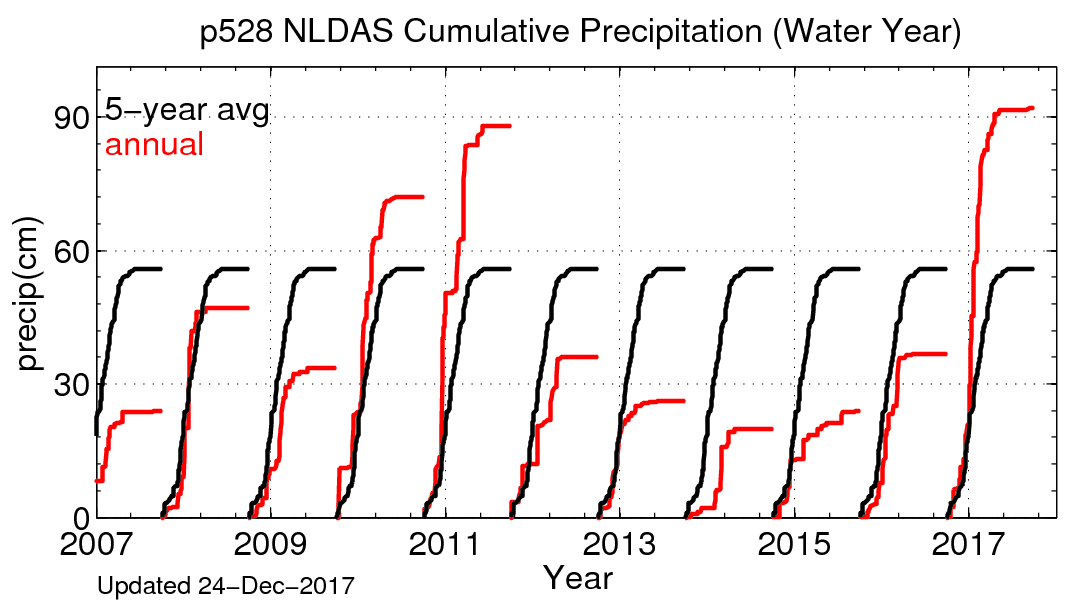 p528 NLDAS Cumulative Precipitation (Water Year)
5−year avg
annual
precip(cm)
90
60
30
0
2007 2009 2011 2013 2015 2017
Year
Updated 24−Dec−2017